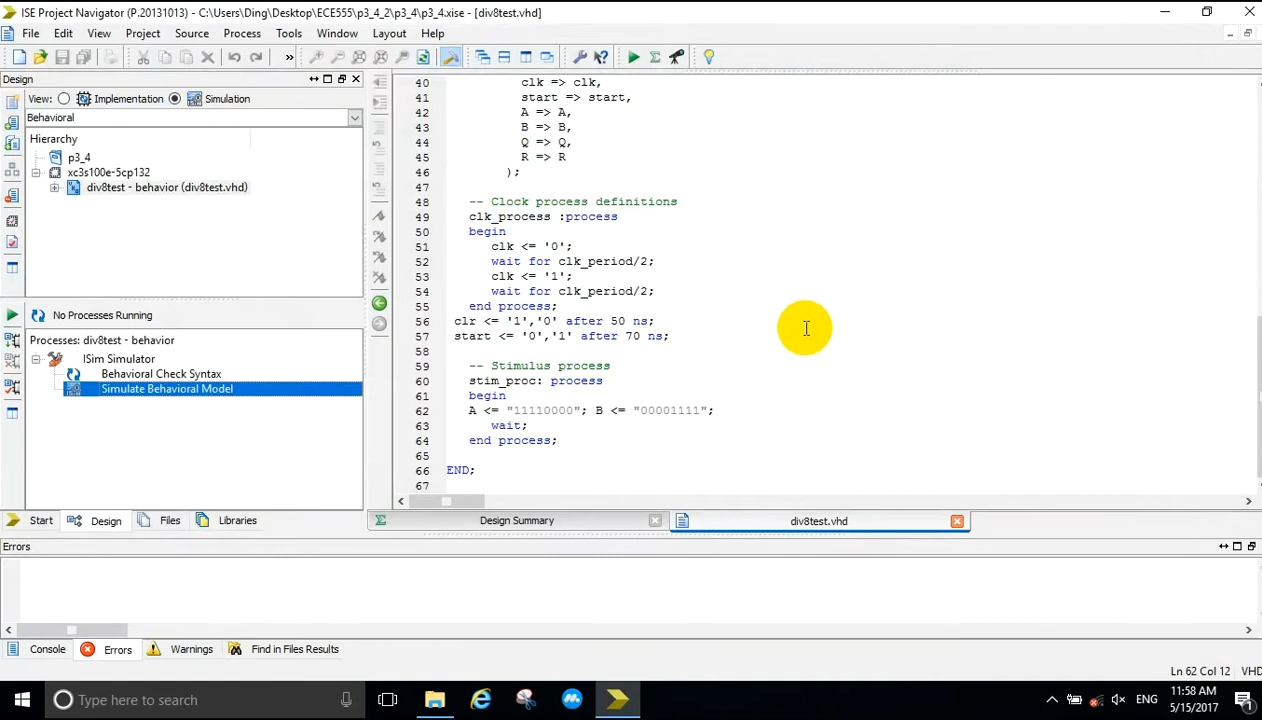 ISE Project Navigator (P.20131013) - C:\Users\Ding\Desktop\ECE555\p3_4_2\p3_4\p3_4.xise - [div8test.vhd]
File Edit View Project Source Process Tools Window Layout Help
Design
View: Implementation Simulation
Behavioral
Hierarchy
p3_4
xc3s100e-5cp132
div8test - behavior (div8test.vhd)
No Processes Running
Processes: div8test - behavior
ISim Simulator
Behavioral Check Syntax
Simulate Behavioral Model
Start Design Files Libraries
40 clk => clk,
41 start => start,
42 A => A,
43 B => B,
44 Q => Q,
45 R => R
46 );
47
48 -- Clock process definitions
49 clk_process :process
50 begin
51 clk <= '0';
52 wait for clk_period/2;
53 clk <= '1';
54 wait for clk_period/2;
55 end process;
56 clr <= '1','0' after 50 ns;
57 start <= '0','1' after 70 ns;
58
59 -- Stimulus process
60 stim_proc: process
61 begin
62 A <= "11110000"; B <= "00001111";
63 wait;
64 end process;
65
66 END;
67
Design Summary div8test.vhd
Errors
Console Errors Warnings Find in Files Results
Ln 62 Col 12 VHD
Type here to search
ENG
11:58 AM
5/15/2017
1